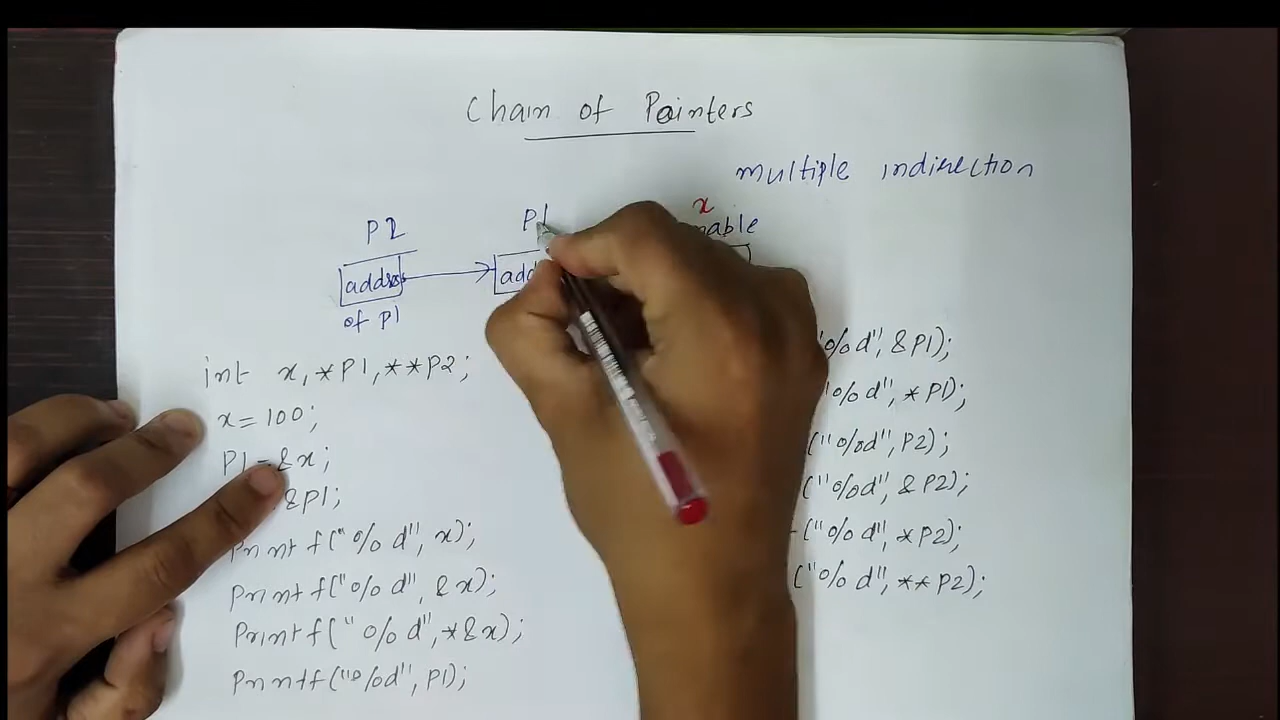 Chain of Pointers
multiple indirection
x
P2 P1
address
of P1
int x, *P1, **P2;
x = 100;
P1 = &x;
&P1;
Printf("%d", x);
Printf("%d", &x);
Printf("%d", *&x);
Printf("%d", P1);
"%d", &P1);
"%d", *P1);
("%d", P2);
("%d", &P2);
("%d", *P2);
("%d", **P2);